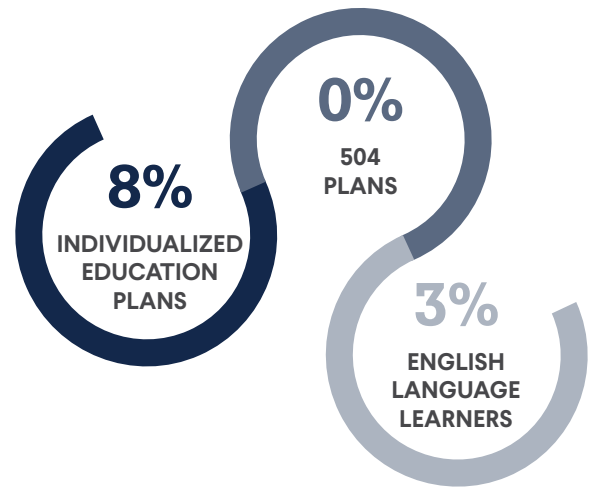 8%
INDIVIDUALIZED
EDUCATION
PLANS
0%
504
PLANS
3%
ENGLISH
LANGUAGE
LEARNERS